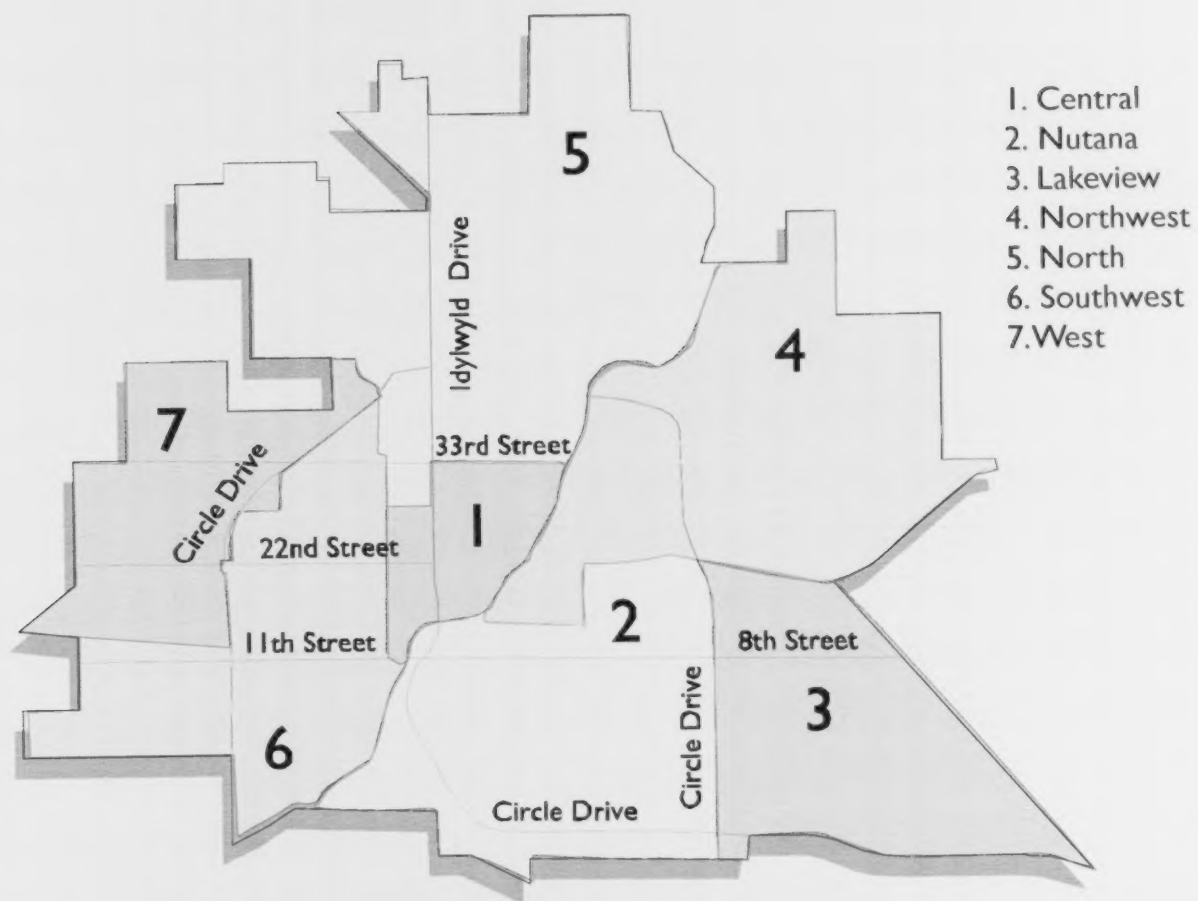 1. Central
2. Nutana
3. Lakeview
4. Northwest
5. North
6. Southwest
7.West
5
Idylwyld Drive
4
7
33rd Street
Circle Drive
1
22nd Street
2
11th Street
8th Street
Circle Drive
3
6
Circle Drive